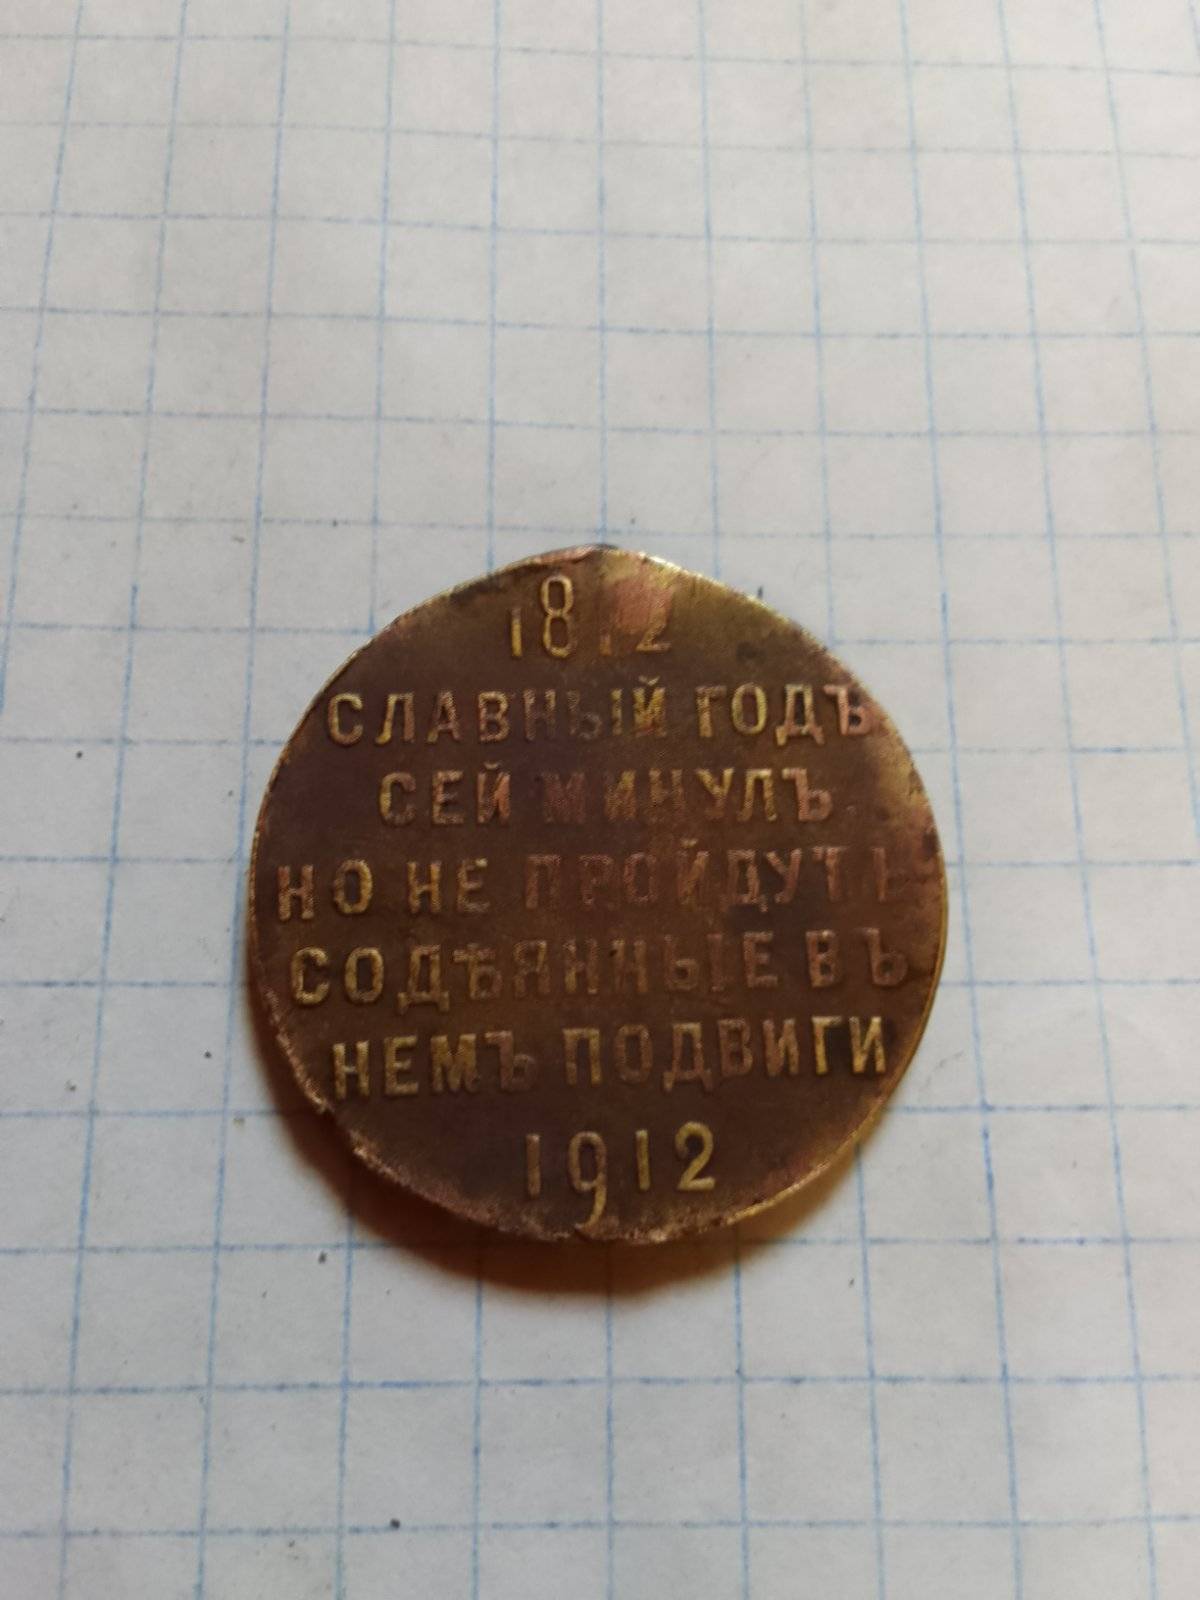 1812
СЛАВНЫЙ ГОДЪ
СЕЙ МИНУЛЪ
НО НЕ ПРОЙДУТЪ
СОДѢЯННЫЕ ВЪ
НЕМЪ ПОДВИГИ
1912